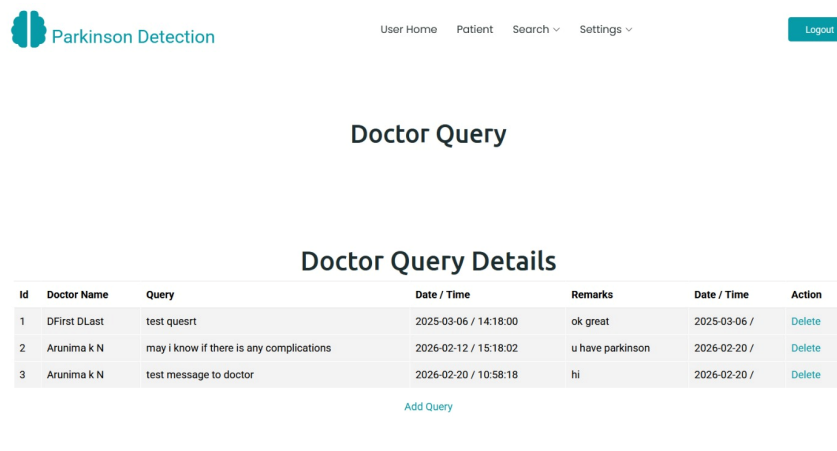 Parkinson Detection User Home Patient Search Settings Logout
Doctor Query
Doctor Query Details
Id Doctor Name Query Date / Time Remarks Date / Time Action
1 DFirst DLast test quesrt 2025-03-06 / 14:18:00 ok great 2025-03-06 / Delete
2 Arunima k N may i know if there is any complications 2026-02-12 / 15:18:02 u have parkinson 2026-02-20 / Delete
3 Arunima k N test message to doctor 2026-02-20 / 10:58:18 hi 2026-02-20 / Delete
Add Query